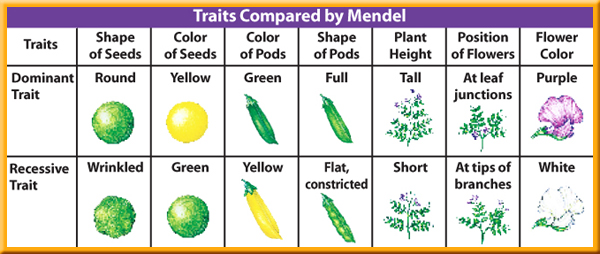 Traits Compared by Mendel
Traits
Shape
of Seeds
Color
of Seeds
Color
of Pods
Shape
of Pods
Plant
Height
Position
of Flowers
Flower
Color
Dominant
Trait
Round
Yellow
Green
Full
Tall
At leaf
junctions
Purple
Recessive
Trait
Wrinkled
Green
Yellow
Flat,
constricted
Short
At tips of
branches
White